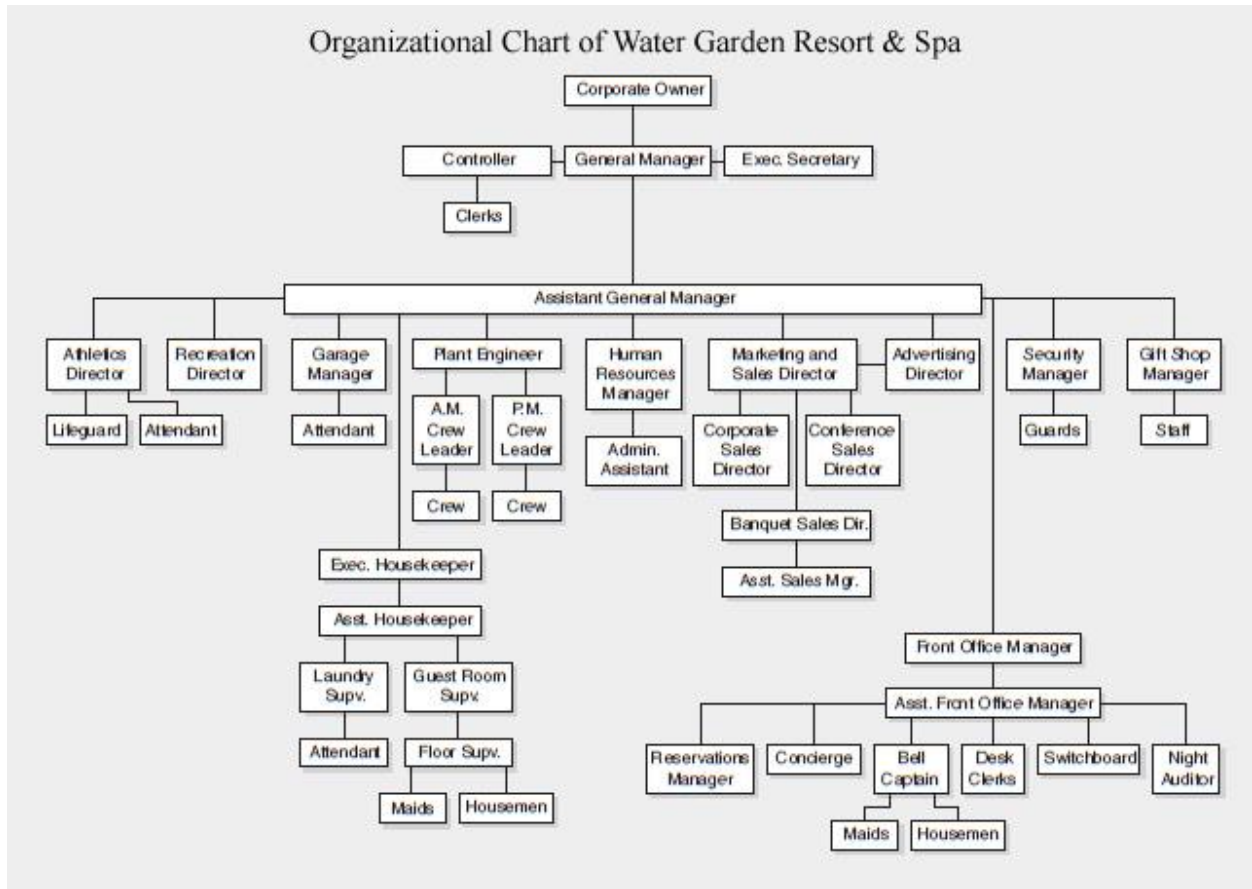 Organizational Chart of Water Garden Resort & Spa
Corporate Owner
Controller
General Manager
Exec. Secretary
Clerks
Assistant General Manager
Athletics
Director
Recreation
Director
Garage
Manager
Plant Engineer
Human
Resources
Manager
Marketing and
Sales Director
Advertising
Director
Security
Manager
Gift Shop
Manager
Lifeguard
Attendant
Attendant
A.M.
Crew
Leader
P.M.
Crew
Leader
Admin.
Assistant
Corporate
Sales
Director
Conference
Sales
Director
Guards
Staff
Crew
Crew
Banquet Sales Dir.
Asst. Sales Mgr.
Exec. Housekeeper
Asst. Housekeeper
Laundry
Supv.
Guest Room
Supv.
Attendant
Floor Supv.
Maids
Housemen
Front Office Manager
Asst. Front Office Manager
Reservations
Manager
Concierge
Bell
Captain
Desk
Clerks
Switchboard
Night
Auditor
Maids
Housemen